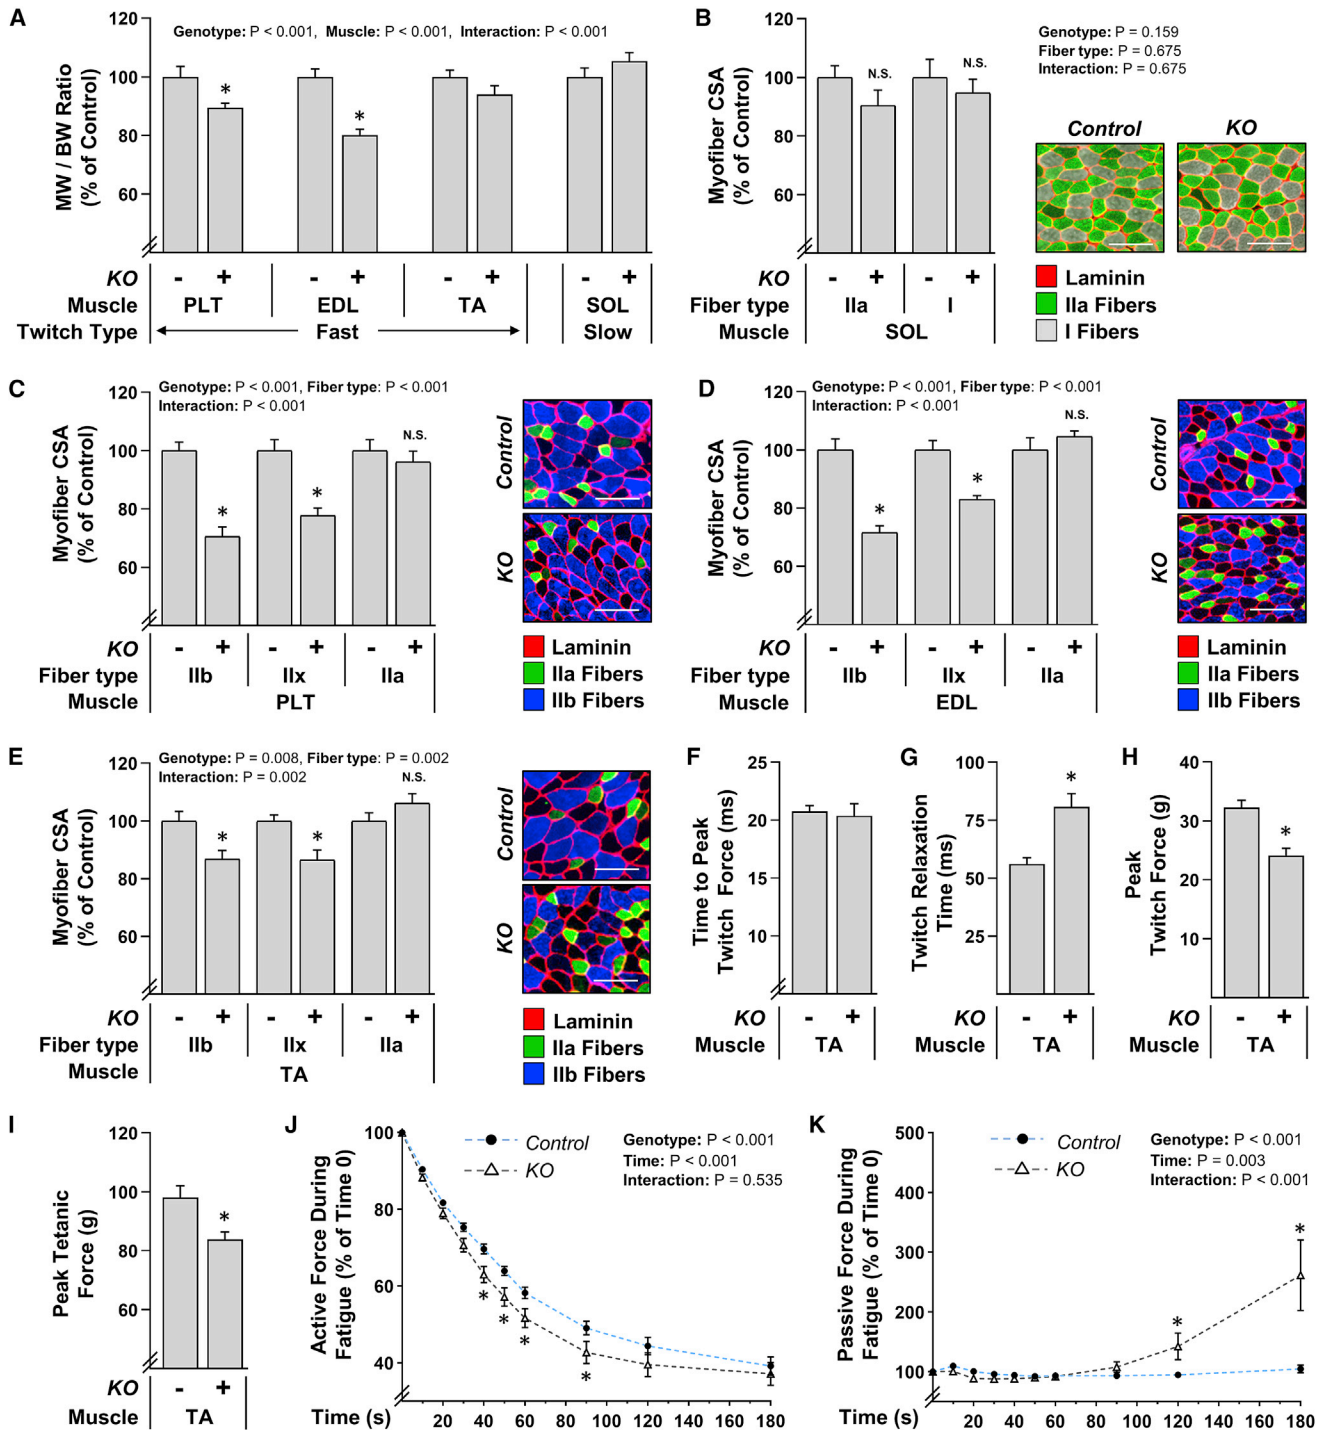 A
Genotype: P < 0.001, Muscle: P < 0.001, Interaction: P < 0.001
MW / BW Ratio
(% of Control)
120
100
80
60
*
*
KO - + - + - + - +
Muscle PLT EDL TA SOL
Twitch Type Fast Slow
B
Genotype: P = 0.159
Fiber type: P = 0.675
Interaction: P = 0.675
Myofiber CSA
(% of Control)
120
100
80
60
N.S. N.S.
KO - + - +
Fiber type IIa I
Muscle SOL
Control KO
Laminin
IIa Fibers
I Fibers
C
Genotype: P < 0.001, Fiber type: P < 0.001
Interaction: P < 0.001
Myofiber CSA
(% of Control)
120
100
80
60
* * N.S.
KO - + - + - +
Fiber type IIb IIx IIa
Muscle PLT
Control
KO
Laminin
IIa Fibers
IIb Fibers
D
Genotype: P < 0.001, Fiber type: P < 0.001
Interaction: P < 0.001
Myofiber CSA
(% of Control)
120
100
80
60
* * N.S.
KO - + - + - +
Fiber type IIb IIx IIa
Muscle EDL
Control
KO
Laminin
IIa Fibers
IIb Fibers
E
Genotype: P = 0.008, Fiber type: P = 0.002
Interaction: P = 0.002
Myofiber CSA
(% of Control)
120
100
80
60
* * N.S.
KO - + - + - +
Fiber type IIb IIx IIa
Muscle TA
Control
KO
Laminin
IIa Fibers
IIb Fibers
F
Time to Peak
Twitch Force (ms)
25
20
15
10
KO - +
Muscle TA
G
Twitch Relaxation
Time (ms)
100
75
50
25
*
KO - +
Muscle TA
H
Peak
Twitch Force (g)
40
30
20
10
*
KO - +
Muscle TA
I
Peak Tetanic
Force (g)
120
100
80
60
*
KO - +
Muscle TA
J
Active Force During
Fatigue (% of Time 0)
100
80
60
40
Control
KO
Genotype: P < 0.001
Time: P < 0.001
Interaction: P = 0.535
* * * *
Time (s) 20 40 60 80 100 120 140 160 180
K
Passive Force During
Fatigue (% of Time 0)
500
400
300
200
100
Control
KO
Genotype: P < 0.001
Time: P = 0.003
Interaction: P < 0.001
* *
Time (s) 20 40 60 80 100 120 140 160 180